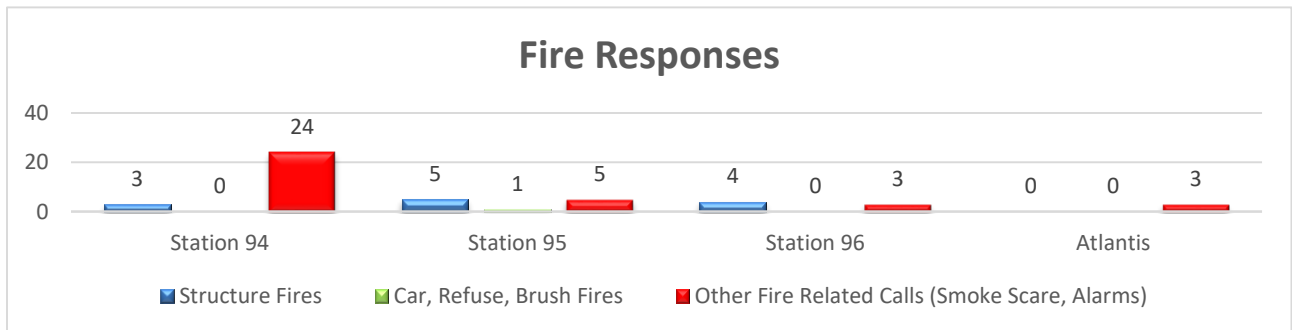 Fire Responses
40
20
0
3
0
24
5
1
5
4
0
3
0
0
3
Station 94
Station 95
Station 96
Atlantis
Structure Fires
Car, Refuse, Brush Fires
Other Fire Related Calls (Smoke Scare, Alarms)